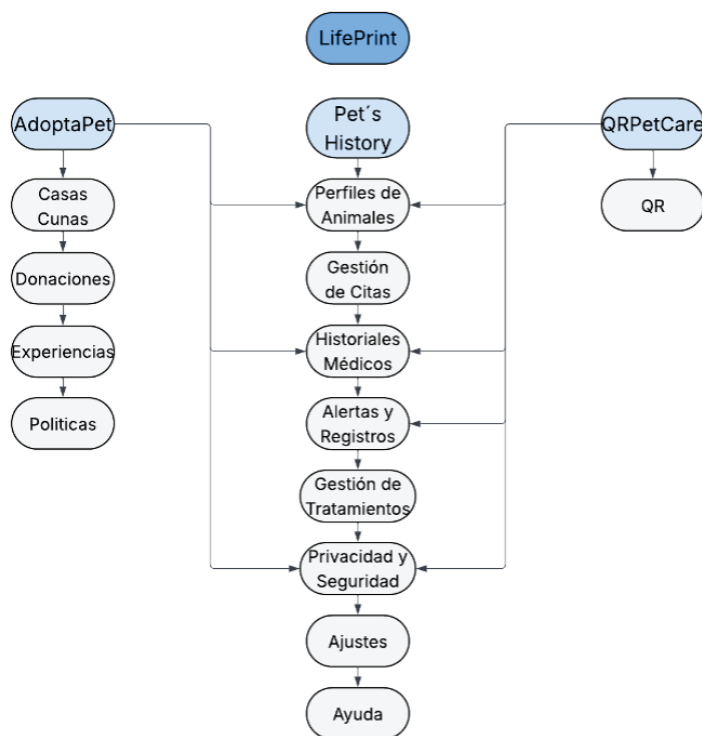 LifePrint
AdoptaPet
Casas
Cunas
Donaciones
Experiencias
Politicas
Pet´s
History
Perfiles de
Animales
Gestión
de Citas
Historiales
Médicos
Alertas y
Registros
Gestión de
Tratamientos
Privacidad y
Seguridad
Ajustes
Ayuda
QRPetCare
QR